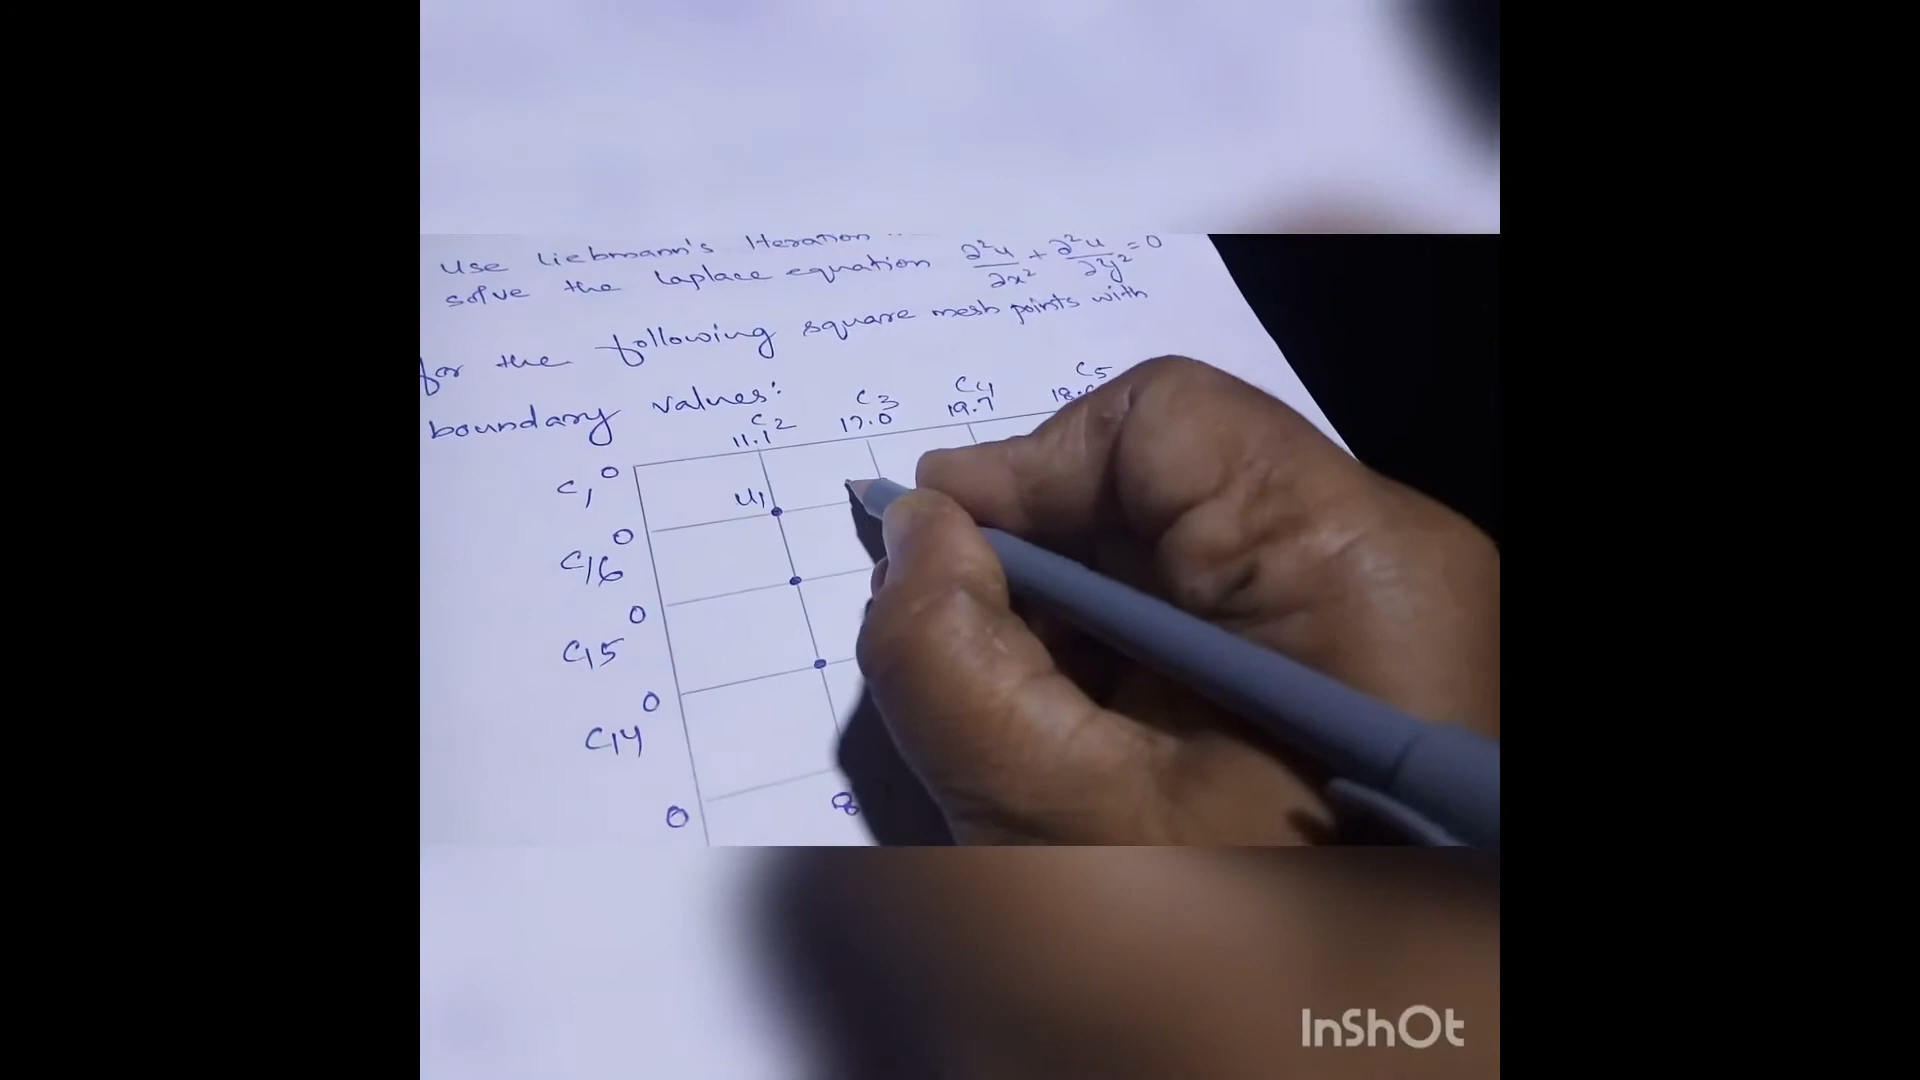 Use Liebmann's Iteration
solve the Laplace equation ∂²u/∂x² + ∂²u/∂y² = 0
for the following square mesh points with
boundary values:
C2 C3 C4 C5
11.1 17.0 19.7
C1 0
u1
C16 0
C15 0
C14 0
0 8
InShOt